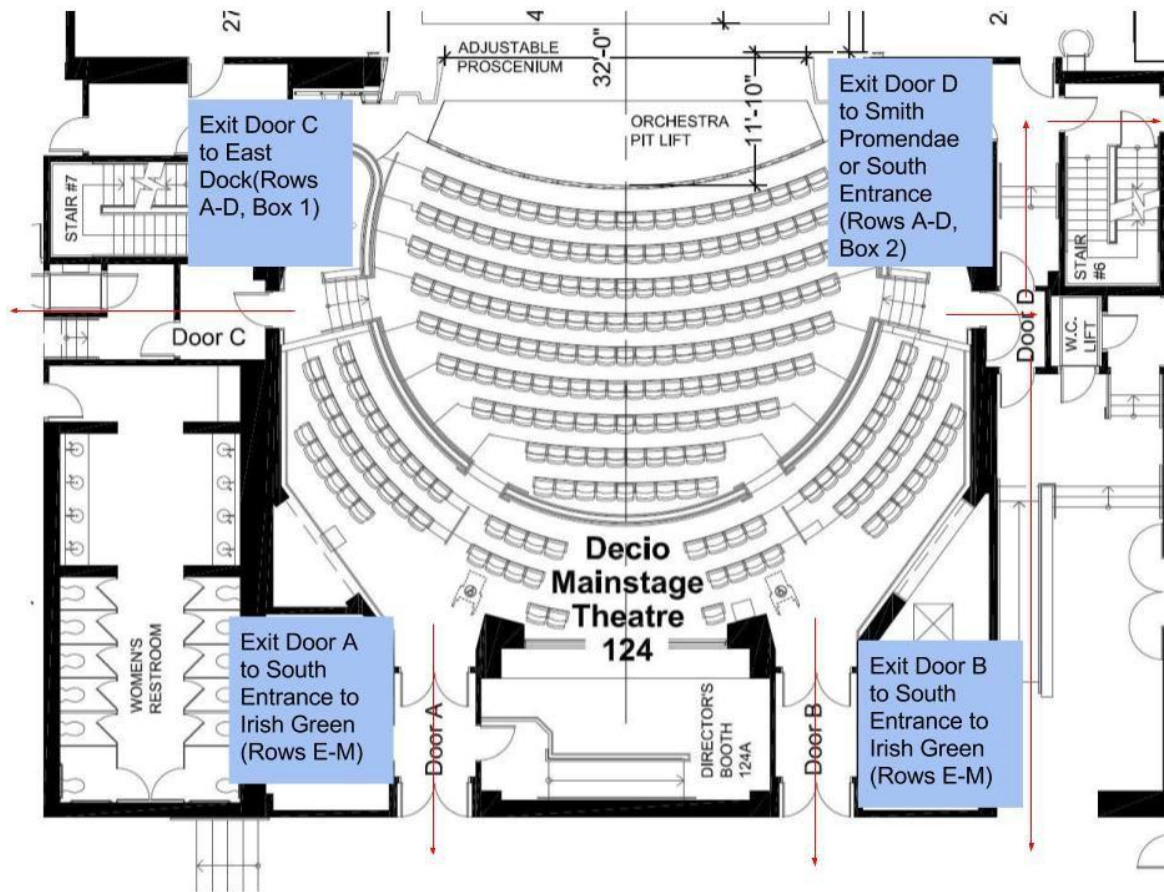 27
4
2
ADJUSTABLE
PROSCENIUM
32'-0"
11'-10"
ORCHESTRA
PIT LIFT
Exit Door C
to East
Dock(Rows
A-D, Box 1)
Exit Door D
to Smith
Promendae
or South
Entrance
(Rows A-D,
Box 2)
STAIR #7
STAIR
#6
Door C
Door D
W.C.
LIFT
Decio
Mainstage
Theatre
124
WOMEN'S
RESTROOM
Exit Door A
to South
Entrance to
Irish Green
(Rows E-M)
Door A
DIRECTOR'S
BOOTH
124A
Door B
Exit Door B
to South
Entrance to
Irish Green
(Rows E-M)